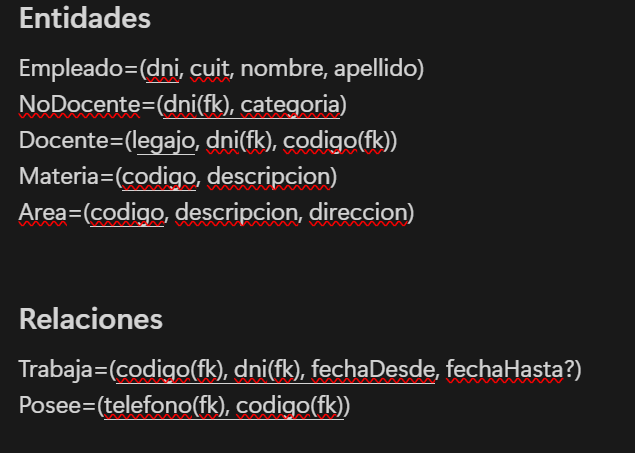 Entidades
Empleado=(dni, cuit, nombre, apellido)
NoDocente=(dni(fk), categoria)
Docente=(legajo, dni(fk), codigo(fk))
Materia=(codigo, descripcion)
Area=(codigo, descripcion, direccion)
Relaciones
Trabaja=(codigo(fk), dni(fk), fechaDesde, fechaHasta?)
Posee=(telefono(fk), codigo(fk))